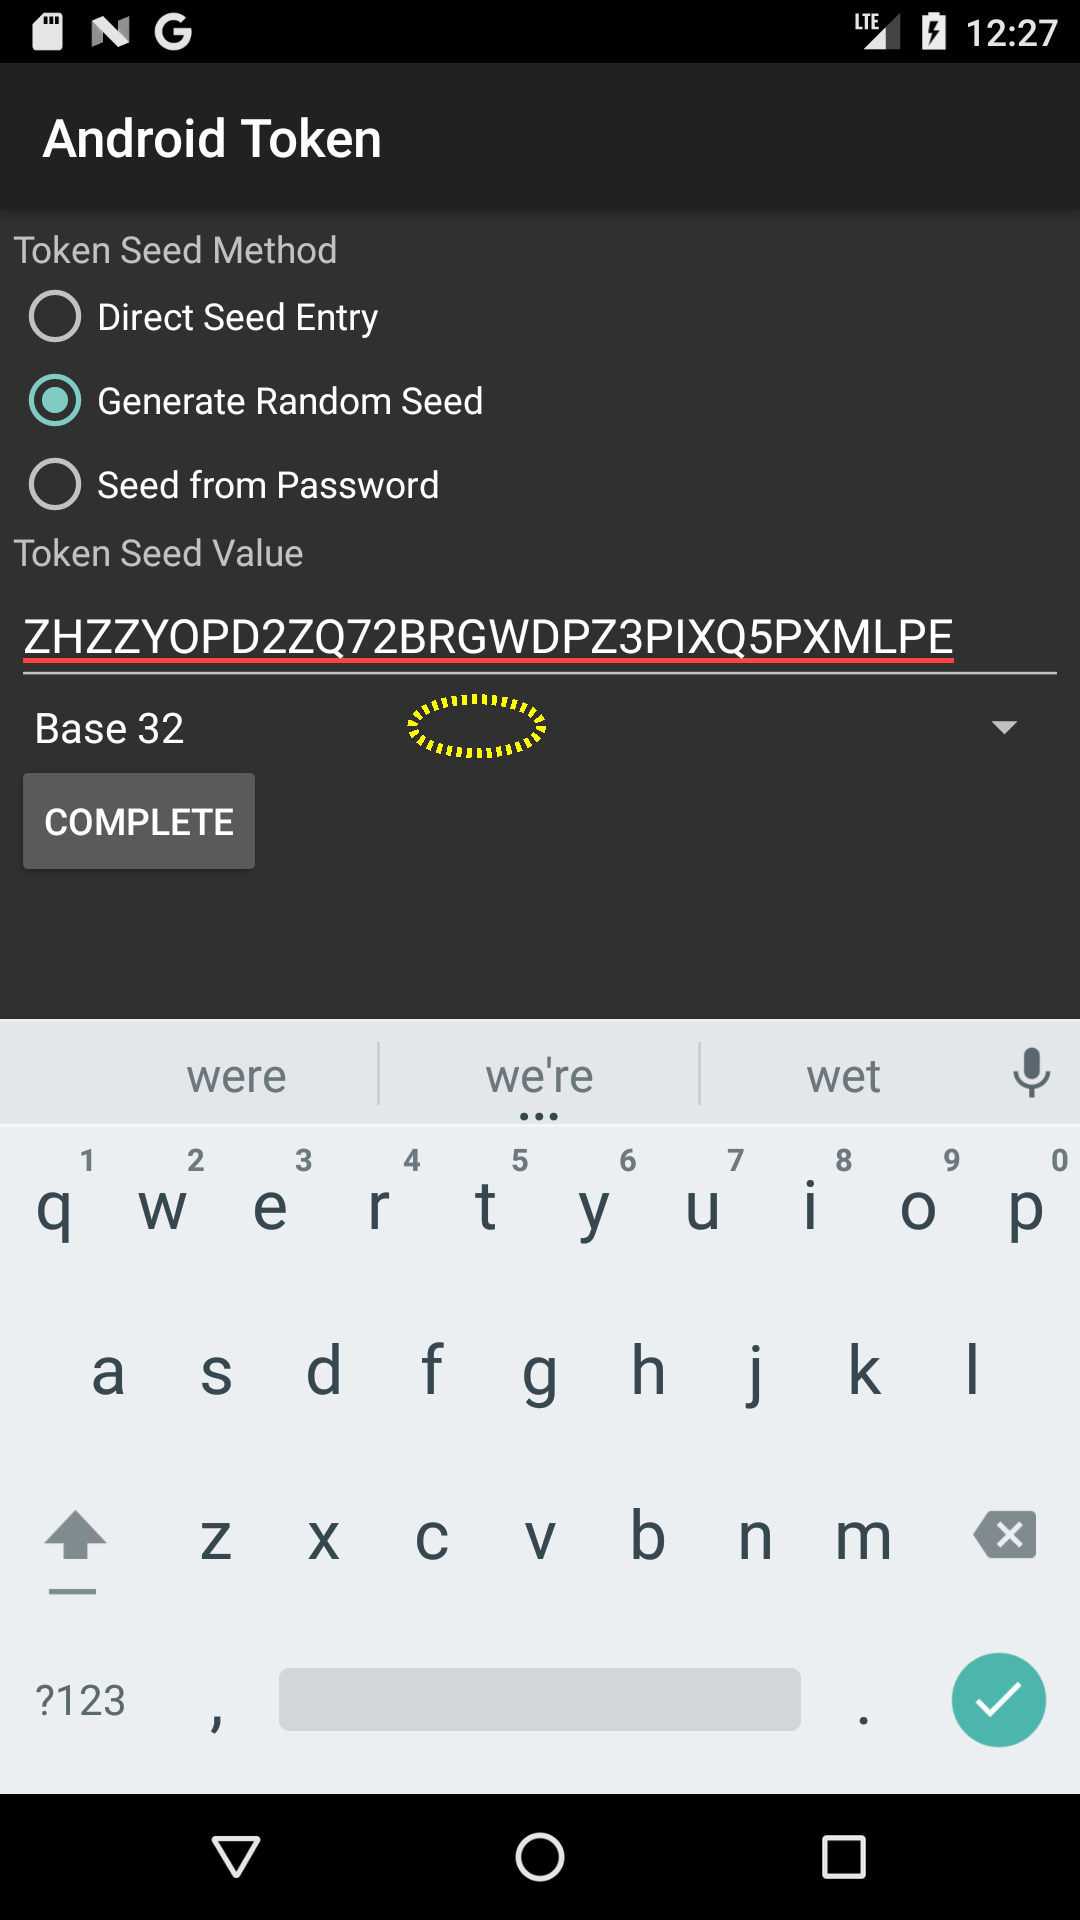 LTE 12:27
Android Token
Token Seed Method
Direct Seed Entry
Generate Random Seed
Seed from Password
Token Seed Value
ZHZZYOPD2ZQ72BRGWDPZ3PIXQ5PXMLPE
Base 32
COMPLETE
were we're wet
1 2 3 4 5 6 7 8 9 0
q w e r t y u i o p
a s d f g h j k l
z x c v b n m
?123 , .